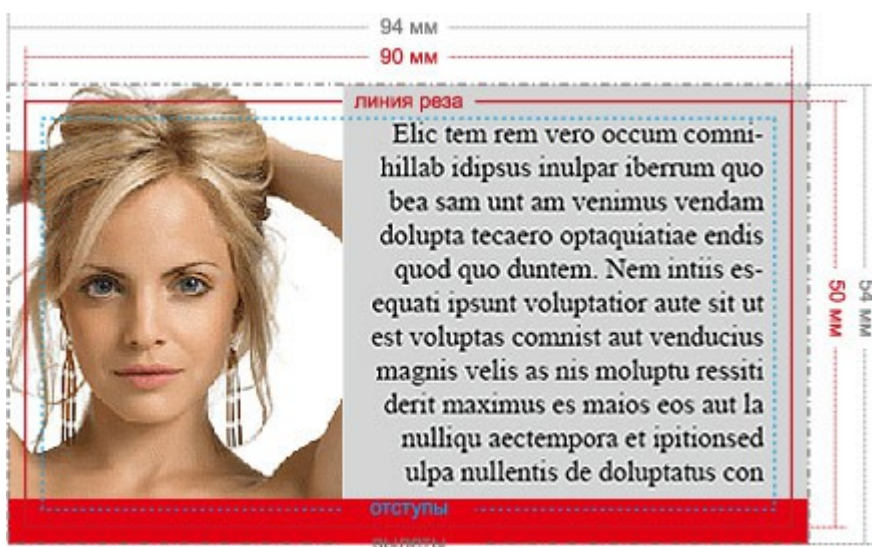 94 мм
90 мм
линия реза
Elic tem rem vero occum comni-
hillab idipsus inulpar iberrum quo
bea sam unt am venimus vendam
dolupta tecaero optaquiatiae endis
quod quo duntem. Nem intiis es-
equati ipsunt voluptatior aute sit ut
est voluptas comnist aut venducius
magnis velis as nis moluptu ressiti
derit maximus es maios eos aut la
nulliqu aectempora et ipitionsed
ulpa nullentis de doluptatus con
50 мм
54 мм
отступы